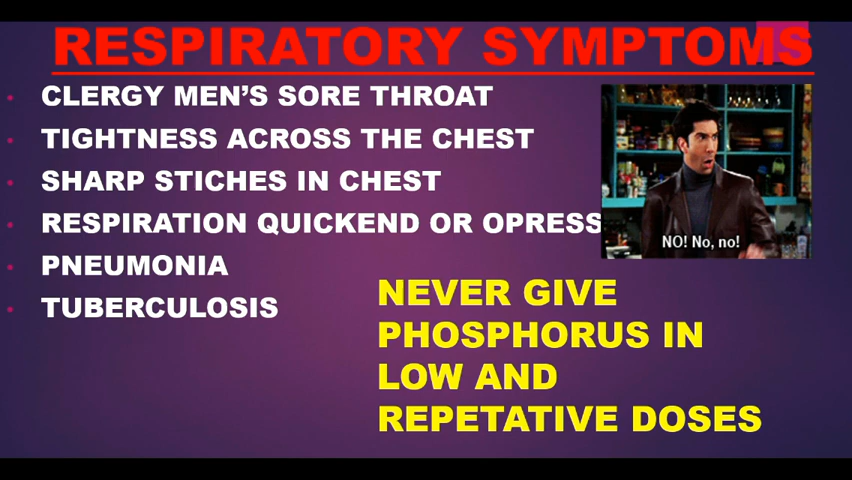 RESPIRATORY SYMPTOMS
CLERGY MEN'S SORE THROAT
TIGHTNESS ACROSS THE CHEST
SHARP STICHES IN CHEST
RESPIRATION QUICKEND OR OPRESS
NO! No, no!
PNEUMONIA
TUBERCULOSIS
NEVER GIVE
PHOSPHORUS IN
LOW AND
REPETATIVE DOSES